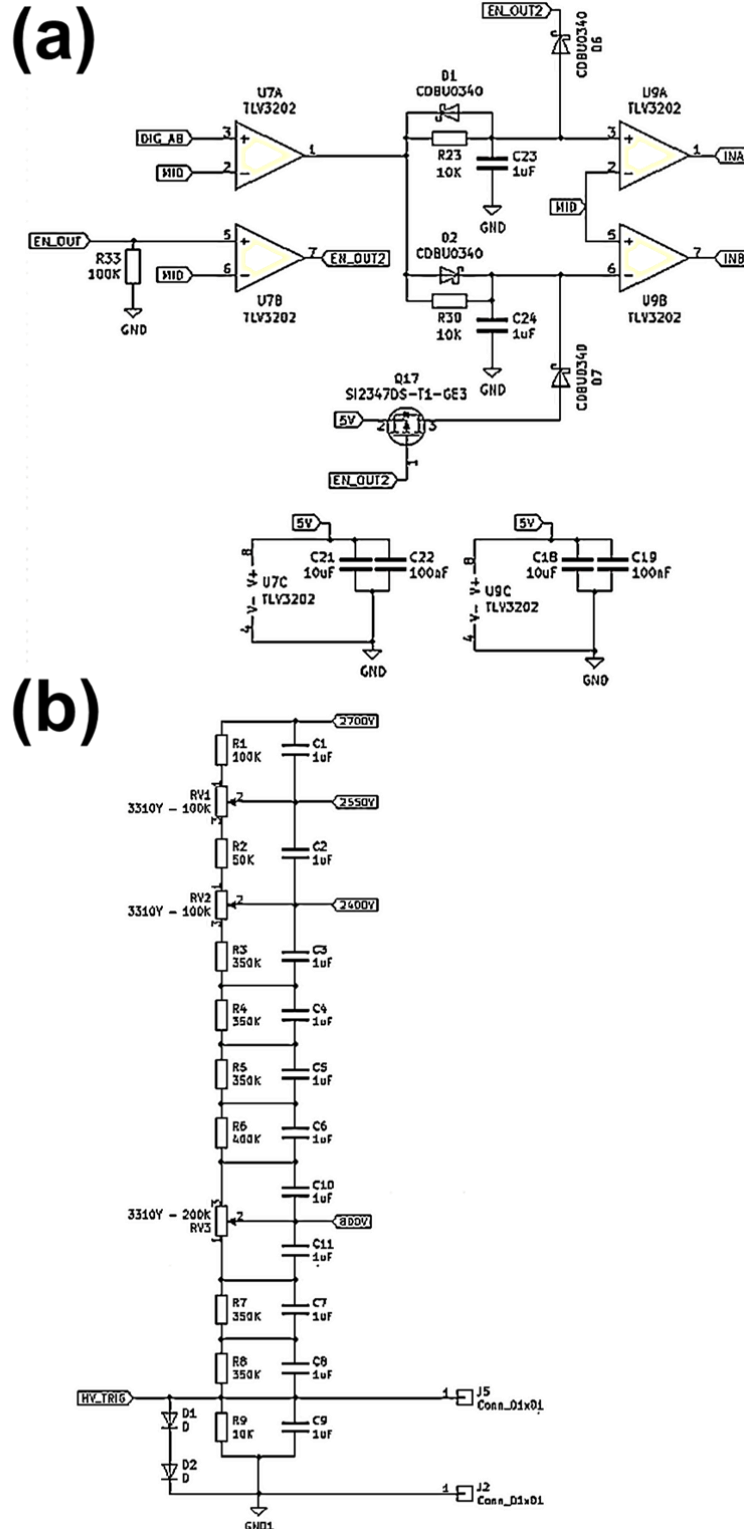 (a)
EN_OUT2
CDBU0340
D6
D1
CDBU0340
U7A
TLV3202
U9A
TLV3202
DIG_AB
3
+
1
R23
10K
C23
1uF
3
+
1
INA
MID
2
-
2
-
GND
MID
EN_OUT
R33
100K
5
+
7
EN_OUT2
D2
CDBU0340
5
+
7
INB
MID
6
-
6
-
GND
U7B
TLV3202
R30
10K
C24
1uF
U9B
TLV3202
GND
CDBU0340
D7
Q17
SI2347DS-T1-GE3
5V
2
3
1
EN_OUT2
5V
8
V+
C21
10uF
C22
100nF
U7C
TLV3202
V-
4
GND
5V
8
V+
C18
10uF
C19
100nF
U9C
TLV3202
V-
4
GND
(b)
2700V
R1
100K
C1
1uF
1
RV1
3310Y - 100K
2
3
2550V
R2
50K
C2
1uF
1
RV2
3310Y - 100K
2
3
2400V
R3
350K
C3
1uF
R4
350K
C4
1uF
R5
350K
C5
1uF
R6
400K
C6
1uF
C10
1uF
3
3310Y - 200K
RV3
2
1
800V
C11
1uF
R7
350K
C7
1uF
R8
350K
C8
1uF
HV_TRIG
1
J5
Conn_01x01
D1
D
R9
10K
C9
1uF
D2
D
1
J2
Conn_01x01
GND1